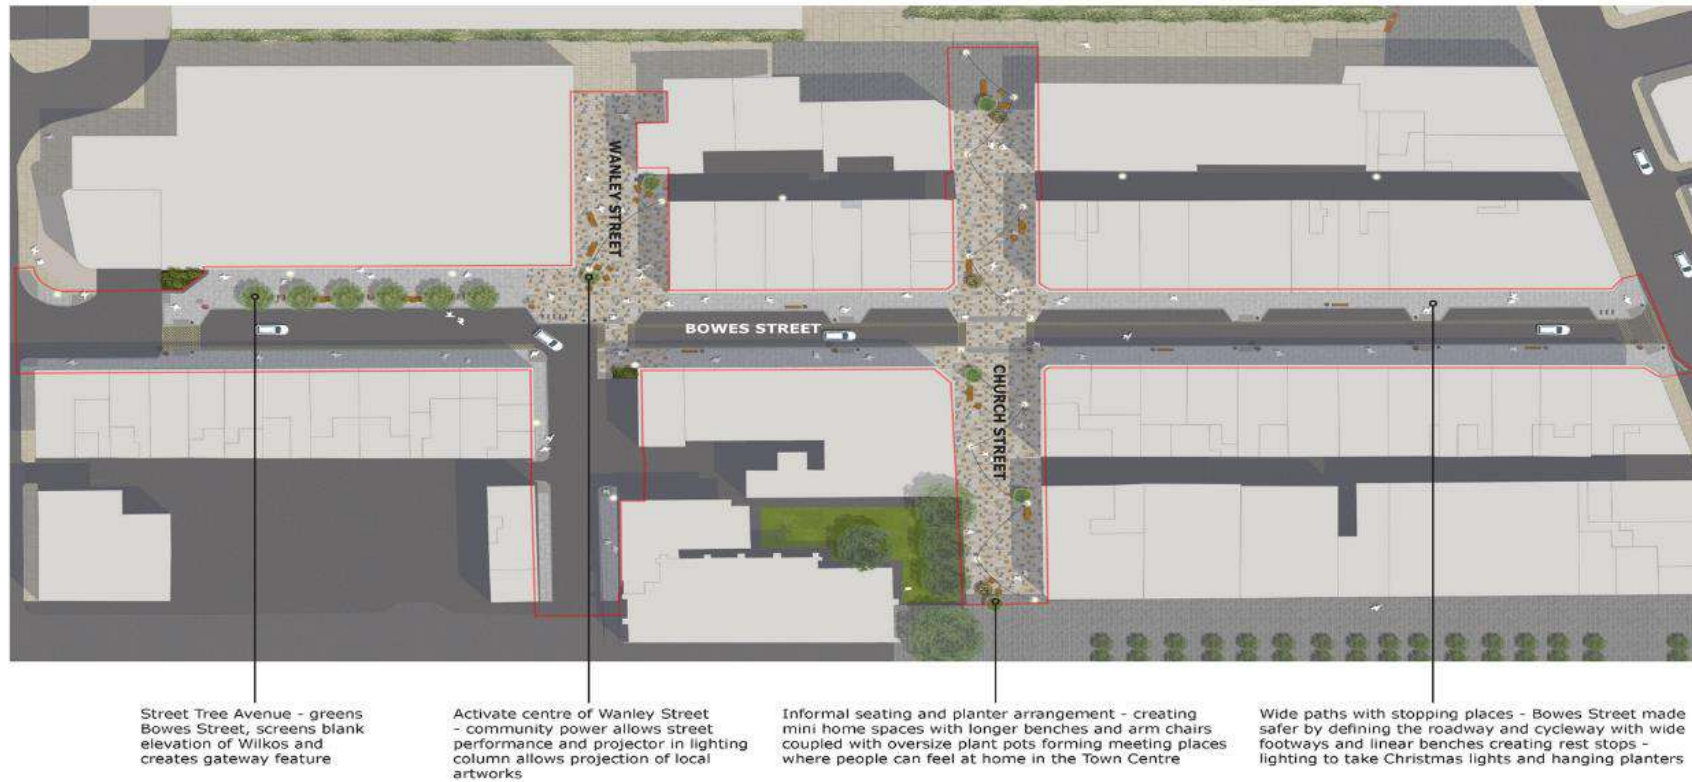 WANLEY STREET
BOWES STREET
CHURCH STREET
Street Tree Avenue - greens
Bowes Street, screens blank
elevation of Wilkos and
creates gateway feature
Activate centre of Wanley Street
- community power allows street
performance and projector in lighting
column allows projection of local
artworks
Informal seating and planter arrangement - creating
mini home spaces with longer benches and arm chairs
coupled with oversize plant pots forming meeting places
where people can feel at home in the Town Centre
Wide paths with stopping places - Bowes Street made
safer by defining the roadway and cycleway with wide
footways and linear benches creating rest stops -
lighting to take Christmas lights and hanging planters